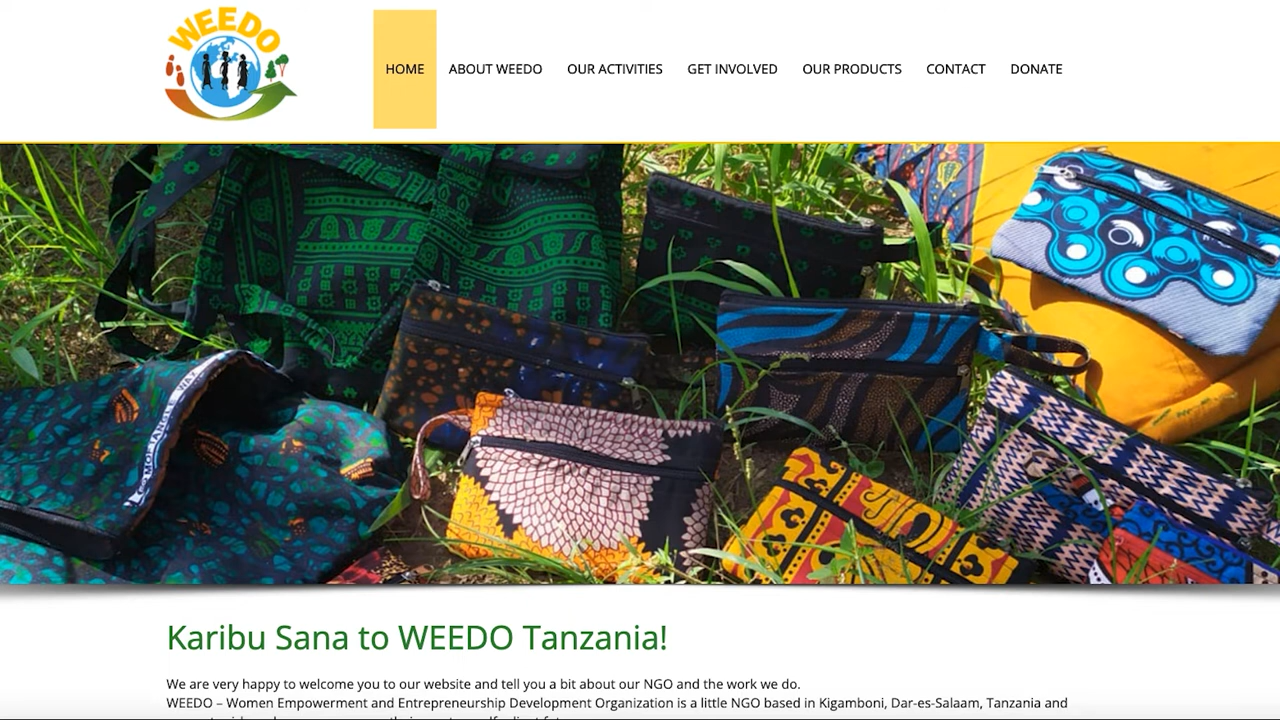 WEEDO
HOME
ABOUT WEEDO
OUR ACTIVITIES
GET INVOLVED
OUR PRODUCTS
CONTACT
DONATE
Karibu Sana to WEEDO Tanzania!
We are very happy to welcome you to our website and tell you a bit about our NGO and the work we do.
WEEDO – Women Empowerment and Entrepreneurship Development Organization is a little NGO based in Kigamboni, Dar-es-Salaam, Tanzania and